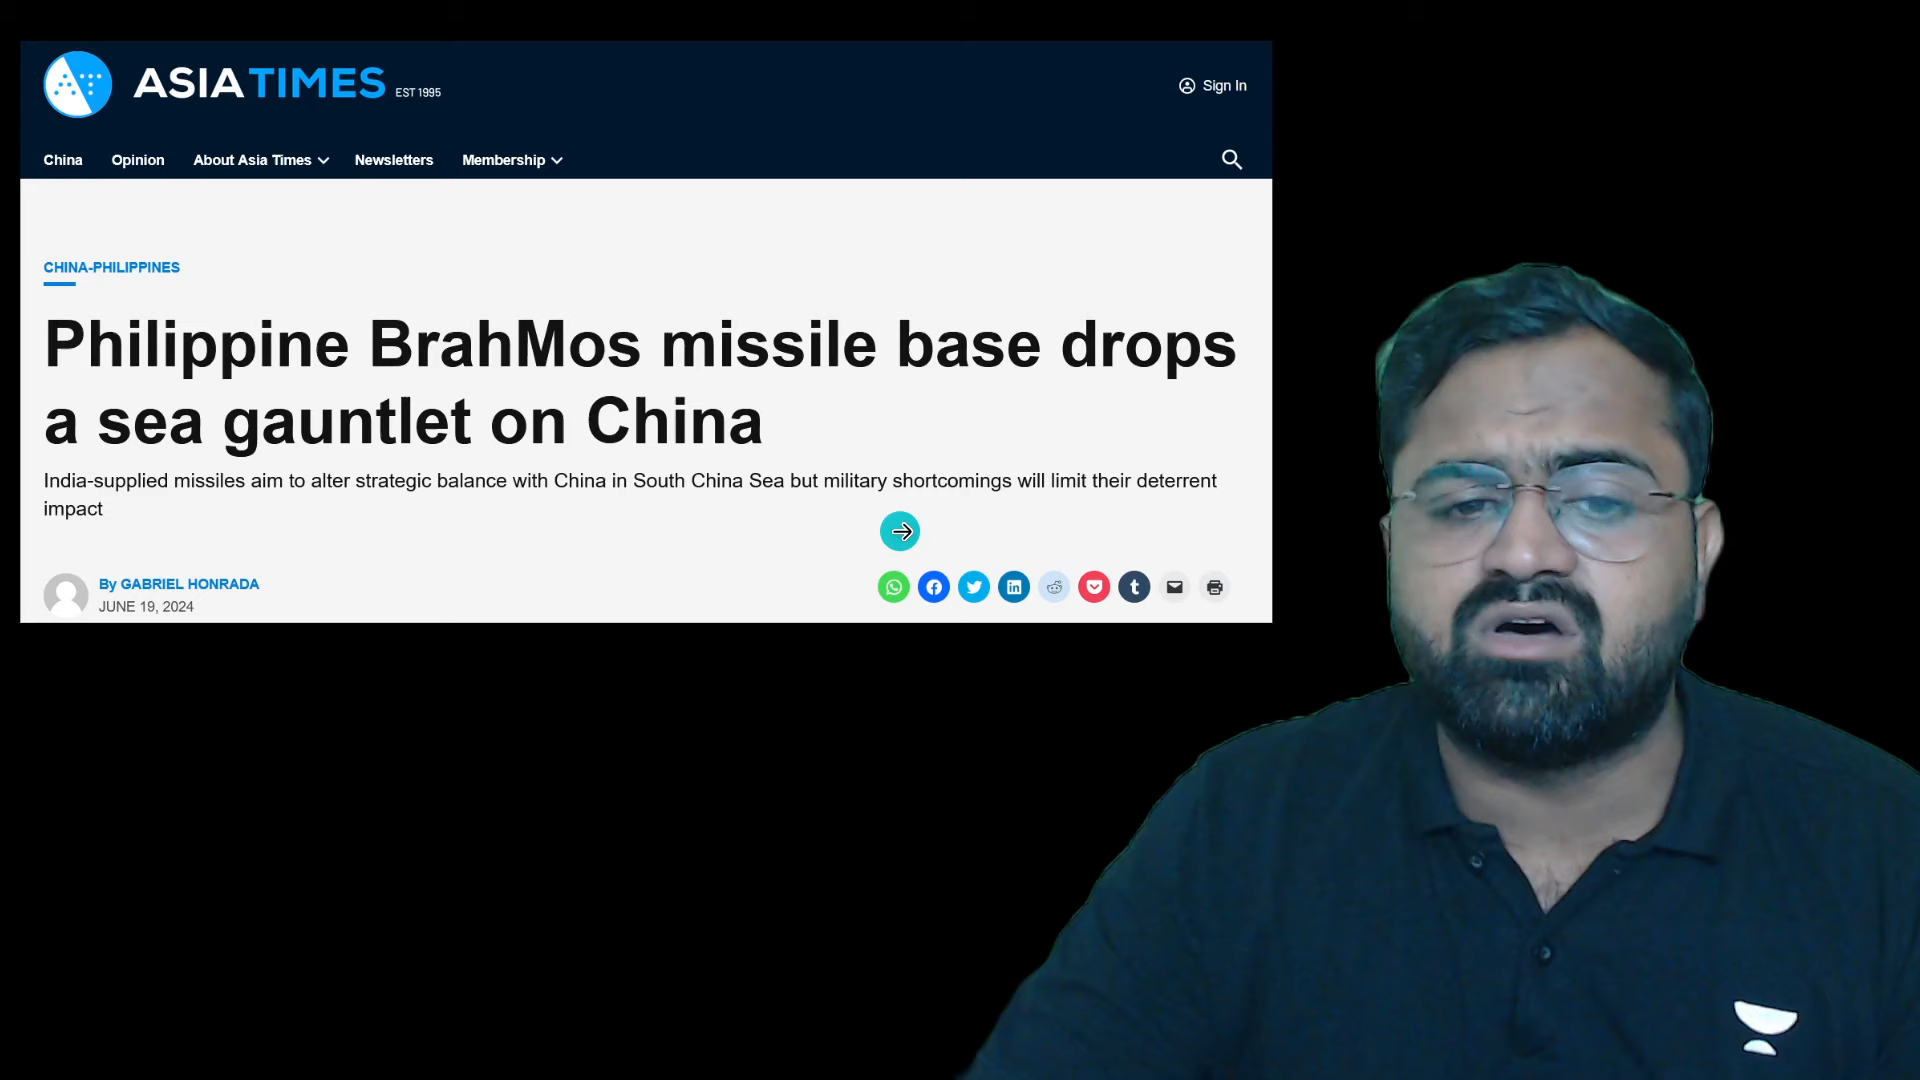 ASIA TIMES EST 1995
Sign In
China Opinion About Asia Times Newsletters Membership
CHINA-PHILIPPINES
Philippine BrahMos missile base drops
a sea gauntlet on China
India-supplied missiles aim to alter strategic balance with China in South China Sea but military shortcomings will limit their deterrent
impact
By GABRIEL HONRADA
JUNE 19, 2024